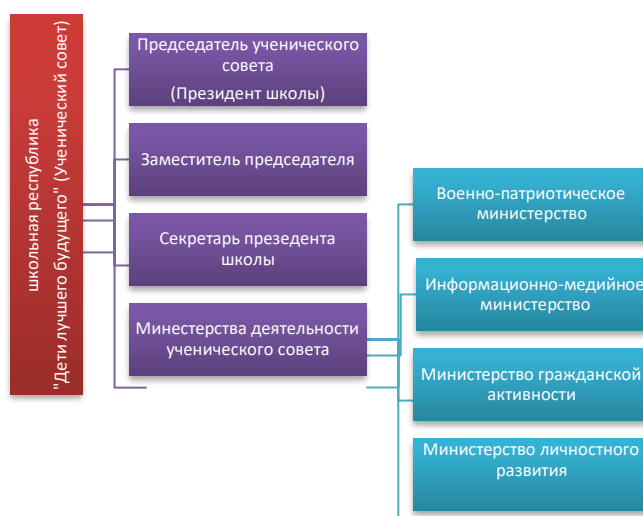 школьная республика
"Дети лучшего будущего" (Ученический совет)
Председатель ученического
совета
(Президент школы)
Заместитель председателя
Секретарь презедента
школы
Минестерства деятельности
ученического совета
Военно-патриотическое
министерство
Информационно-медийное
министерство
Министерство гражданской
активности
Министерство личностного
развития